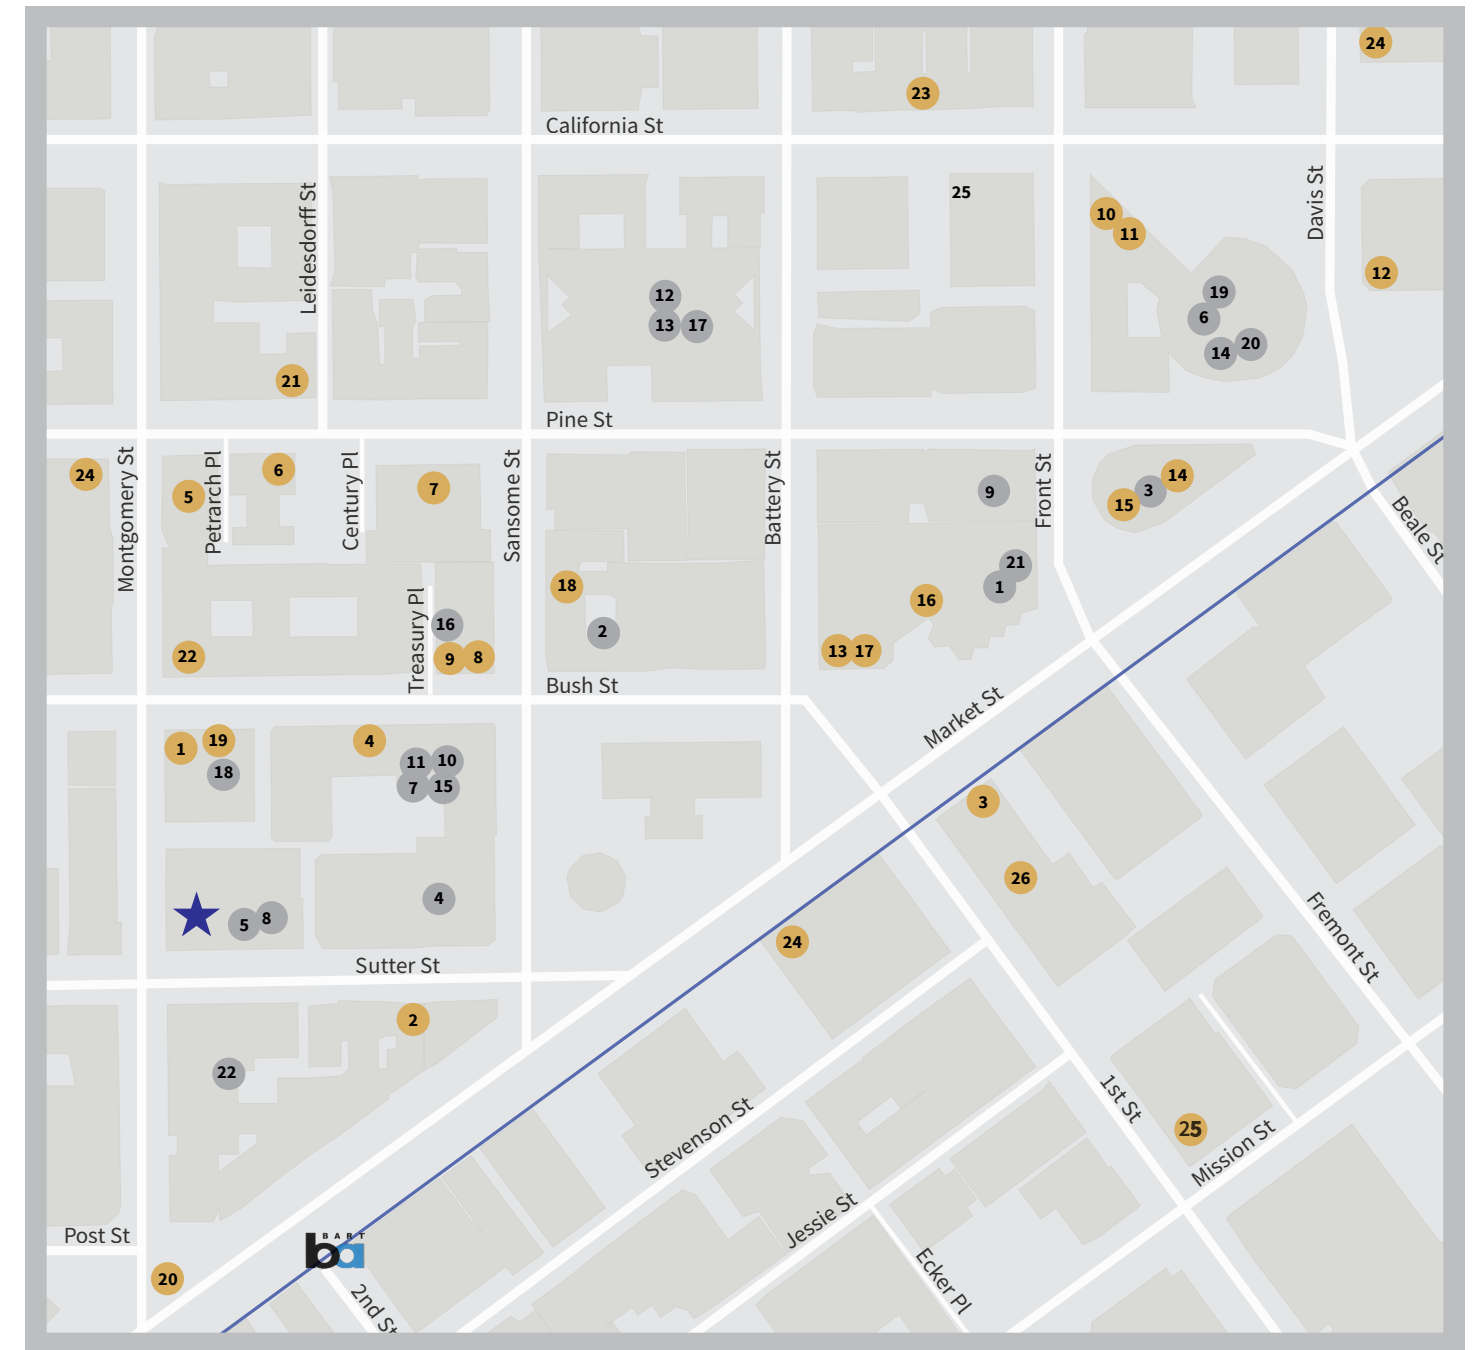 24
23
California St
Leidesdorff St
Davis St
25
10
11
12
12
13
17
19
6
14
20
21
Pine St
Montgomery St
Petrarch Pl
Century Pl
Sansome St
Battery St
Front St
Beale St
24
5
6
7
9
14
3
15
18
21
1
16
2
16
Treasury Pl
22
9
8
13
17
Bush St
Market St
1
19
18
4
11
10
7
15
3
26
4
5
8
24
Fremont St
Sutter St
2
22
1st St
25
Mission St
Stevenson St
Jessie St
Ecker Pl
Post St
BART
ba
20
2nd St